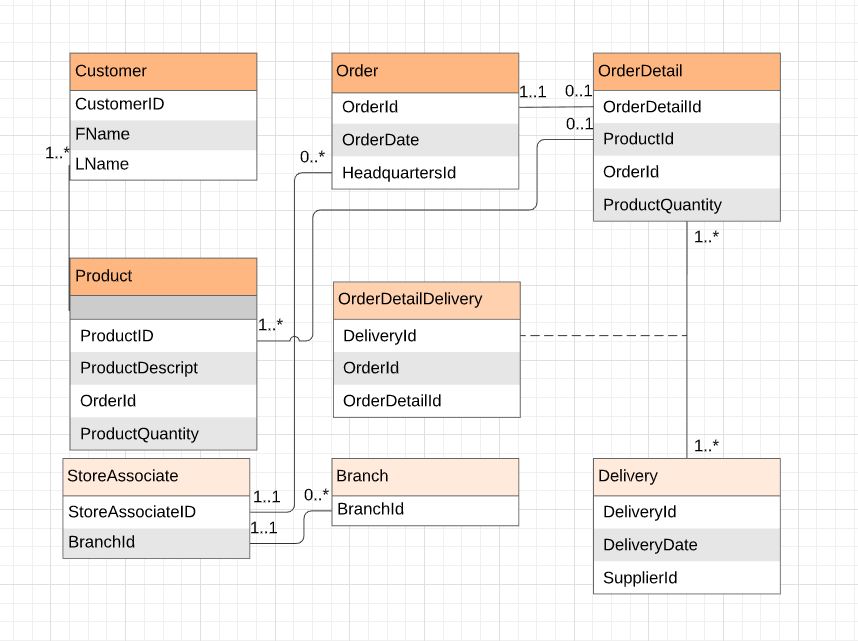 Customer
CustomerID
FName
LName
1..*
Order
OrderId
OrderDate
HeadquartersId
1..1
0..1
0..1
0..*
OrderDetail
OrderDetailId
ProductId
OrderId
ProductQuantity
1..*
Product
ProductID
ProductDescript
OrderId
ProductQuantity
1..*
OrderDetailDelivery
DeliveryId
OrderId
OrderDetailId
StoreAssociate
StoreAssociateID
BranchId
1..1
1..1
0..*
Branch
BranchId
1..*
Delivery
DeliveryId
DeliveryDate
SupplierId